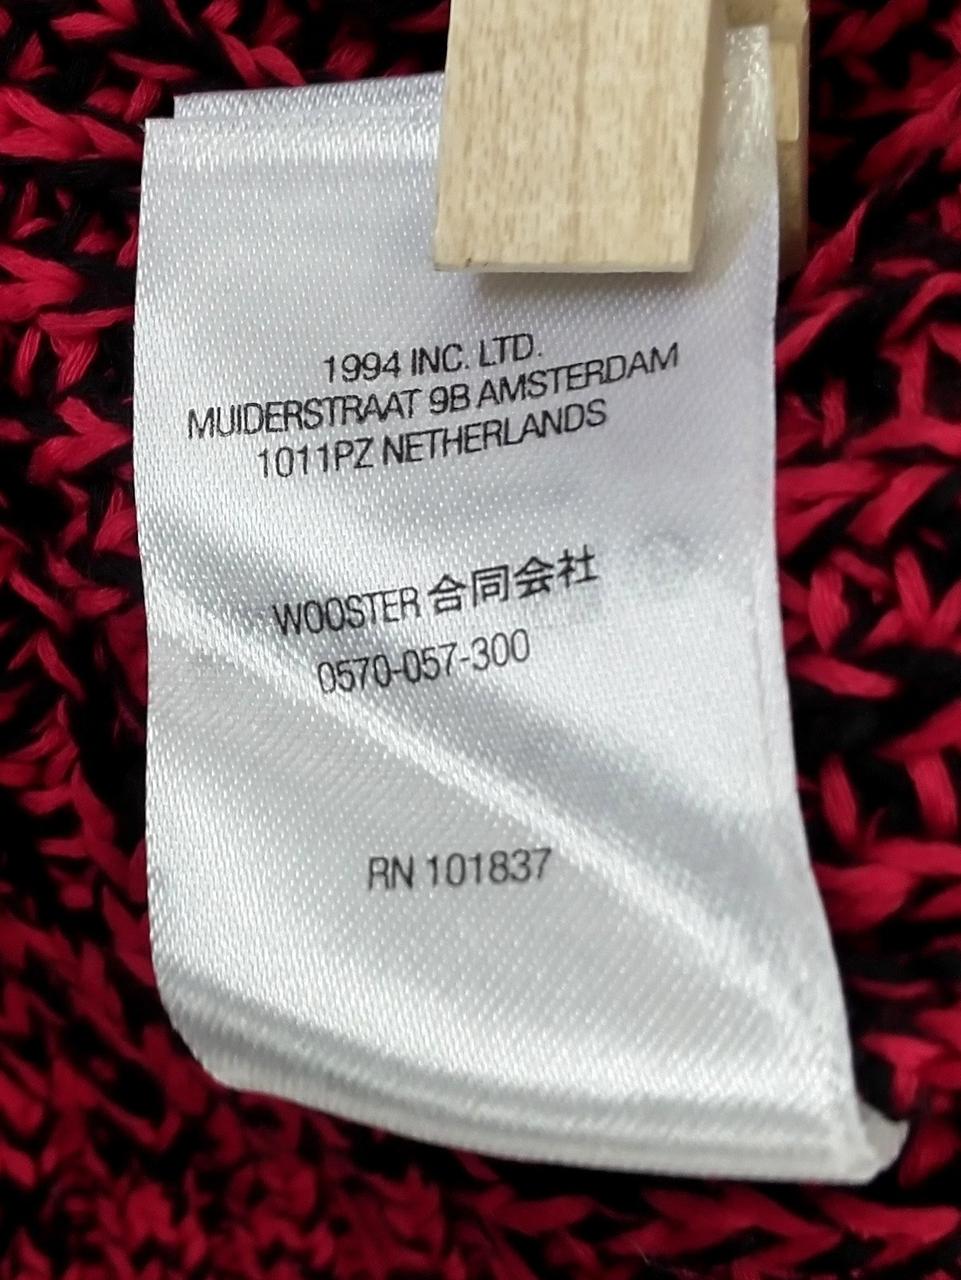 1994 INC. LTD.
MUIDERSTRAAT 9B AMSTERDAM
1011PZ NETHERLANDS
WOOSTER 合同会社
0570-057-300
RN 101837